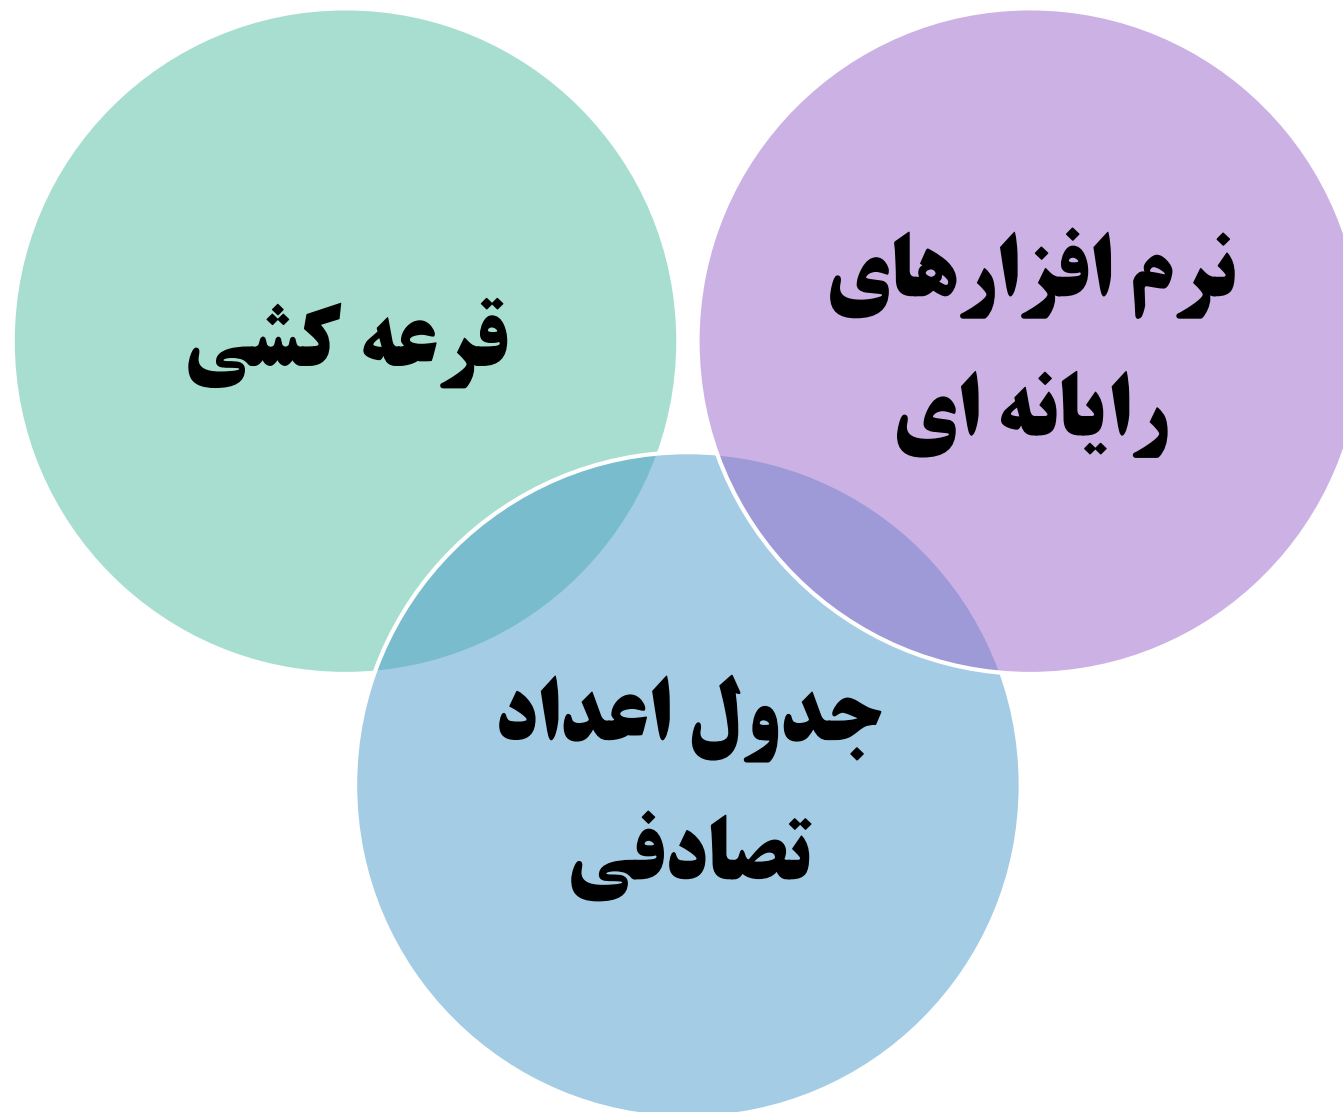 نرم افزارهای
رایانه ای
قرعه کشی
جدول اعداد
تصادفی